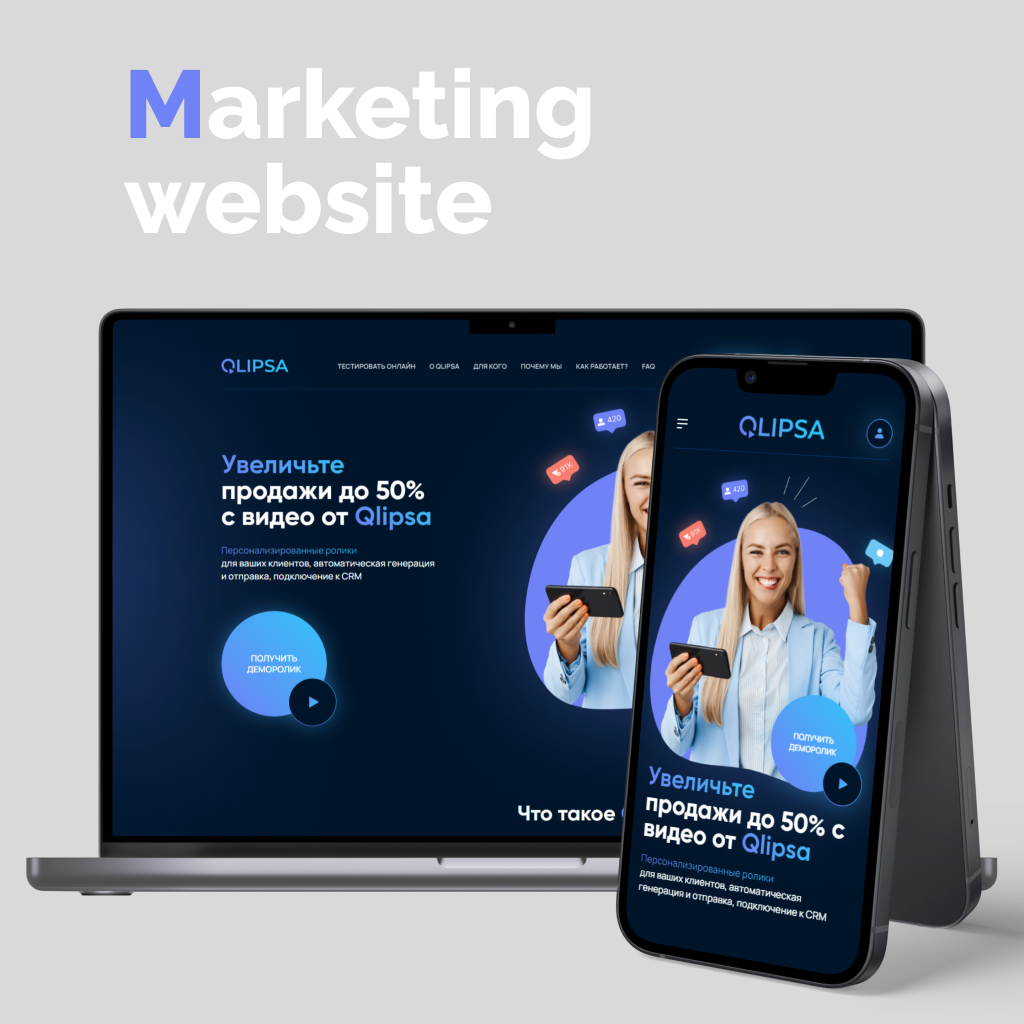 Marketing
website
QLIPSA
ТЕСТИРОВАТЬ ОНЛАЙН О QLIPSA ДЛЯ КОГО ПОЧЕМУ МЫ КАК РАБОТАЕТ? FAQ
420
91K
Увеличьте
продажи до 50%
с видео от Qlipsa
Персонализированные ролики
для ваших клиентов, автоматическая генерация
и отправка, подключение к CRM
ПОЛУЧИТЬ
ДЕМОРОЛИК
Что такое
QLIPSA
420
91K
ПОЛУЧИТЬ
ДЕМОРОЛИК
Увеличьте
продажи до 50% с
видео от Qlipsa
Персонализированные ролики
для ваших клиентов, автоматическая
генерация и отправка, подключение к CRM